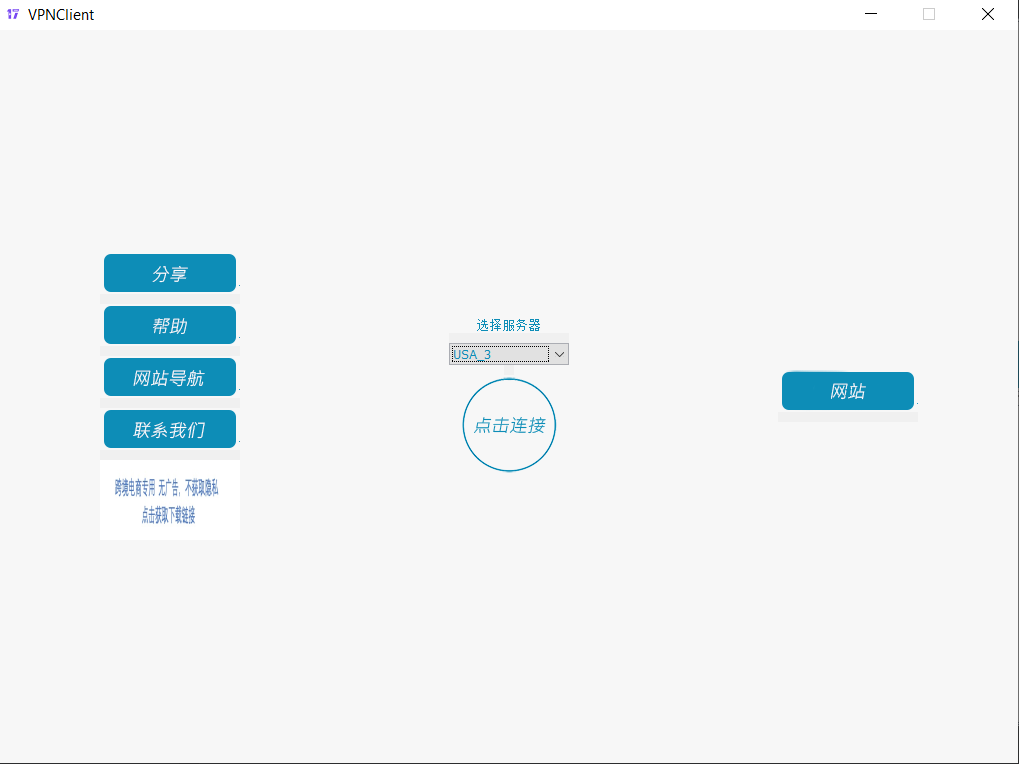 VPNClient
分享
帮助
网站导航
联系我们
跨境电商专用 无广告, 不获取隐私
点击获取下载链接
选择服务器
USA_3
点击连接
网站